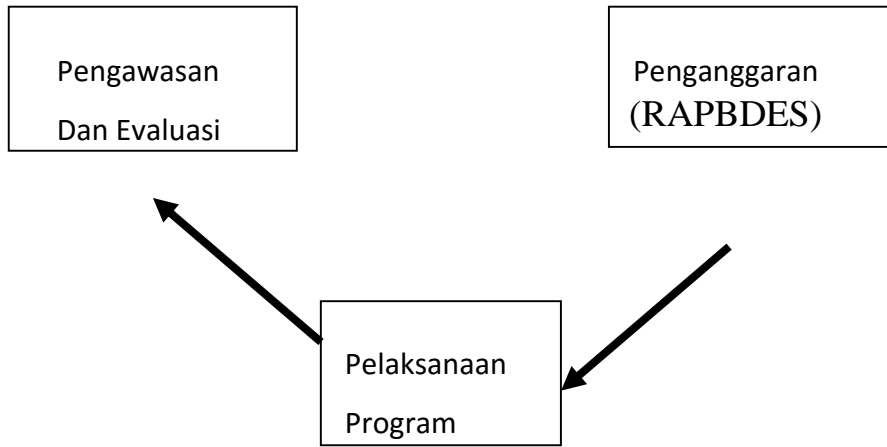 Pengawasan
Dan Evaluasi
Penganggaran
(RAPBDES)
Pelaksanaan
Program